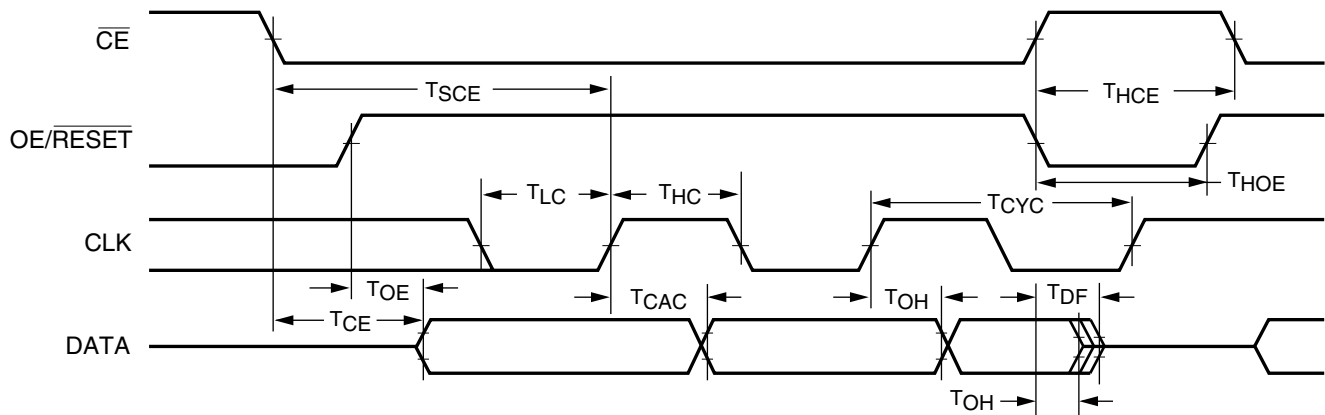 CE
TSCE
THCE
OE/RESET
TLC
THC
TCYC
THOE
CLK
TOE
TCE
TCAC
TOH
TDF
DATA
TOH